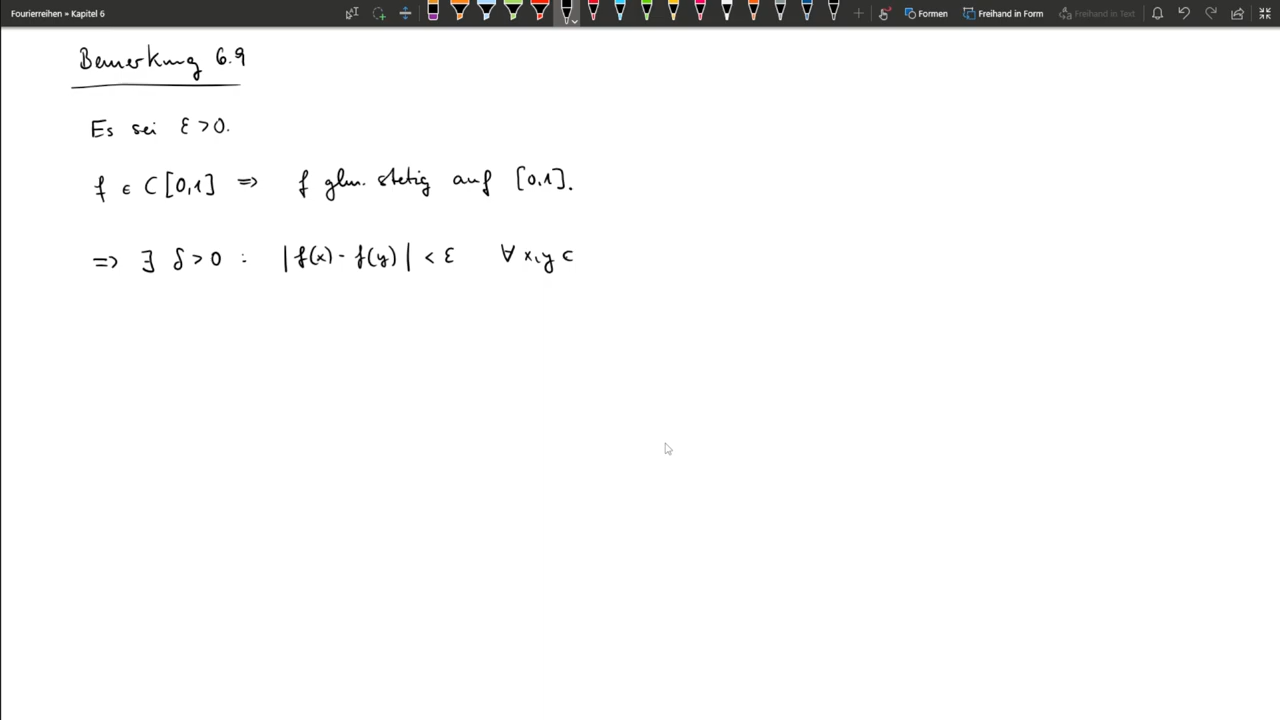 Fourierreihen » Kapitel 6
Formen
Freihand in Form
Freihand in Text
Bemerkung 6.9
Es sei ε > 0.
f ∈ C[0,1] ⇒ f glm. stetig auf [0,1].
⇒ ∃ δ > 0 : |f(x) - f(y)| < ε ∀ x,y c